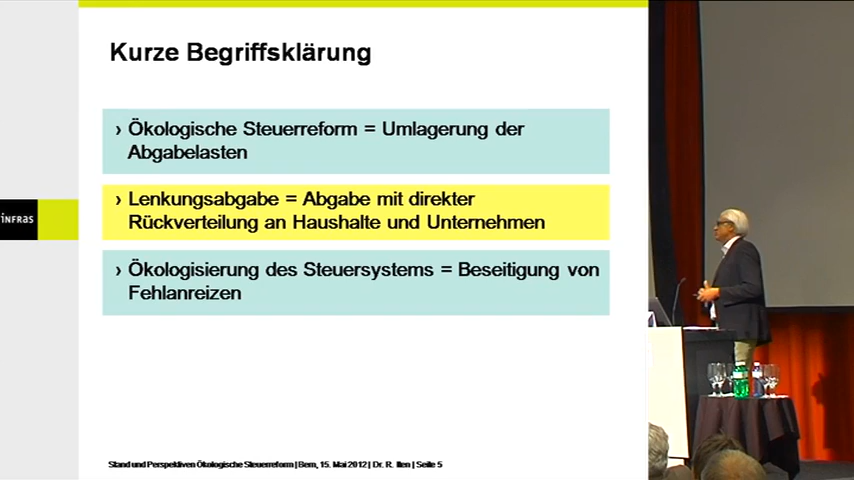 Kurze Begriffsklärung
› Ökologische Steuerreform = Umlagerung der
Abgabelasten
› Lenkungsabgabe = Abgabe mit direkter
Rückverteilung an Haushalte und Unternehmen
› Ökologisierung des Steuersystems = Beseitigung von
Fehlanreizen
INFRAS
Stand und Perspektiven Ökologische Steuerreform | Bern, 15. Mai 2012 | Dr. R. Iten | Seite 5